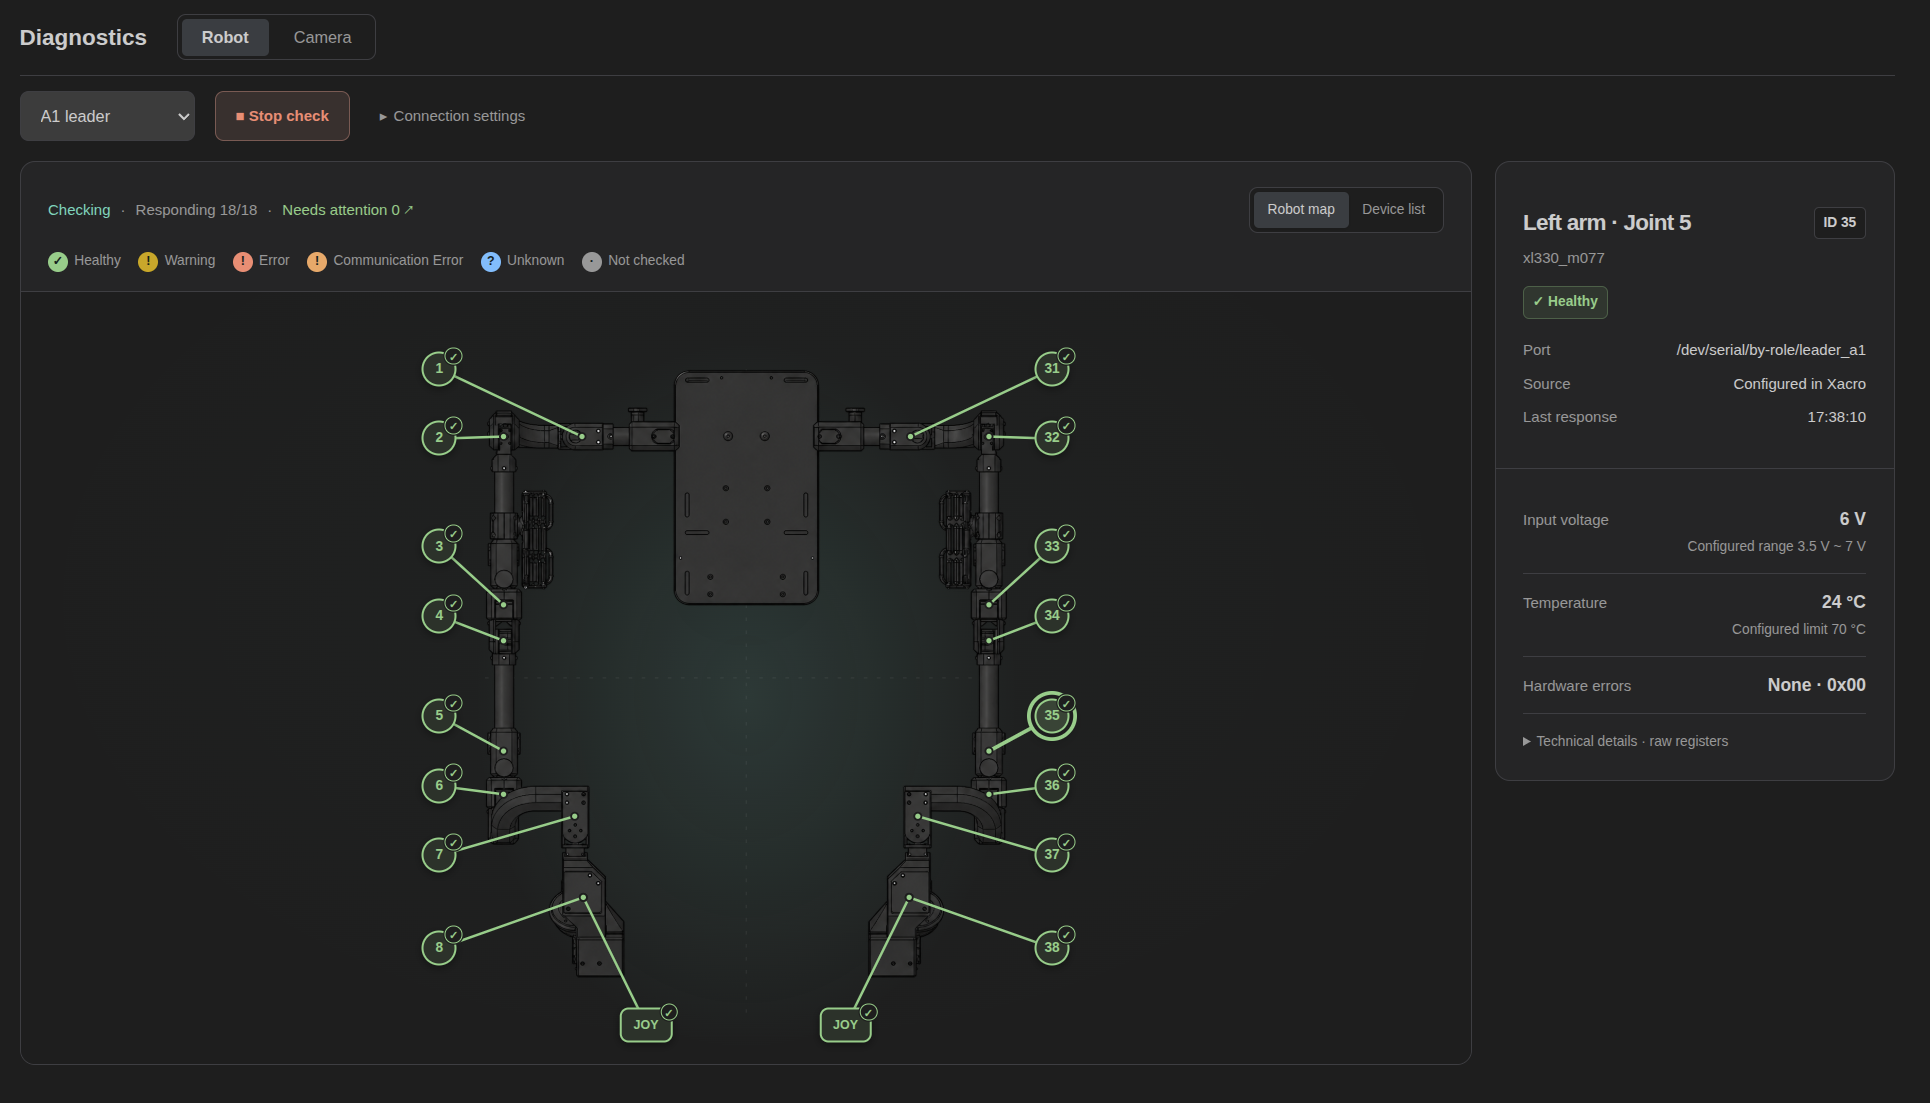 Diagnostics Robot Camera
A1 leader ■ Stop check ▸ Connection settings
Checking · Responding 18/18 · Needs attention 0 ↗ Robot map Device list
✓ Healthy ! Warning ! Error ! Communication Error ? Unknown · Not checked
1 ✓ 31 ✓
2 ✓ 32 ✓
3 ✓ 33 ✓
4 ✓ 34 ✓
5 ✓ 35 ✓
6 ✓ 36 ✓
7 ✓ 37 ✓
8 ✓ 38 ✓
JOY ✓ JOY ✓
Left arm · Joint 5 ID 35
xl330_m077
✓ Healthy
Port /dev/serial/by-role/leader_a1
Source Configured in Xacro
Last response 17:38:10
Input voltage 6 V
Configured range 3.5 V ~ 7 V
Temperature 24 °C
Configured limit 70 °C
Hardware errors None · 0x00
▶ Technical details · raw registers